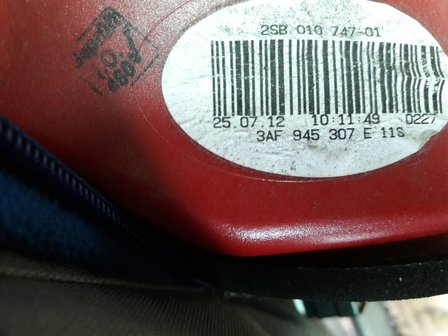 2SB 010 747-01
25.07.12 10:11:49 0227
3AF 945 307 E 11S